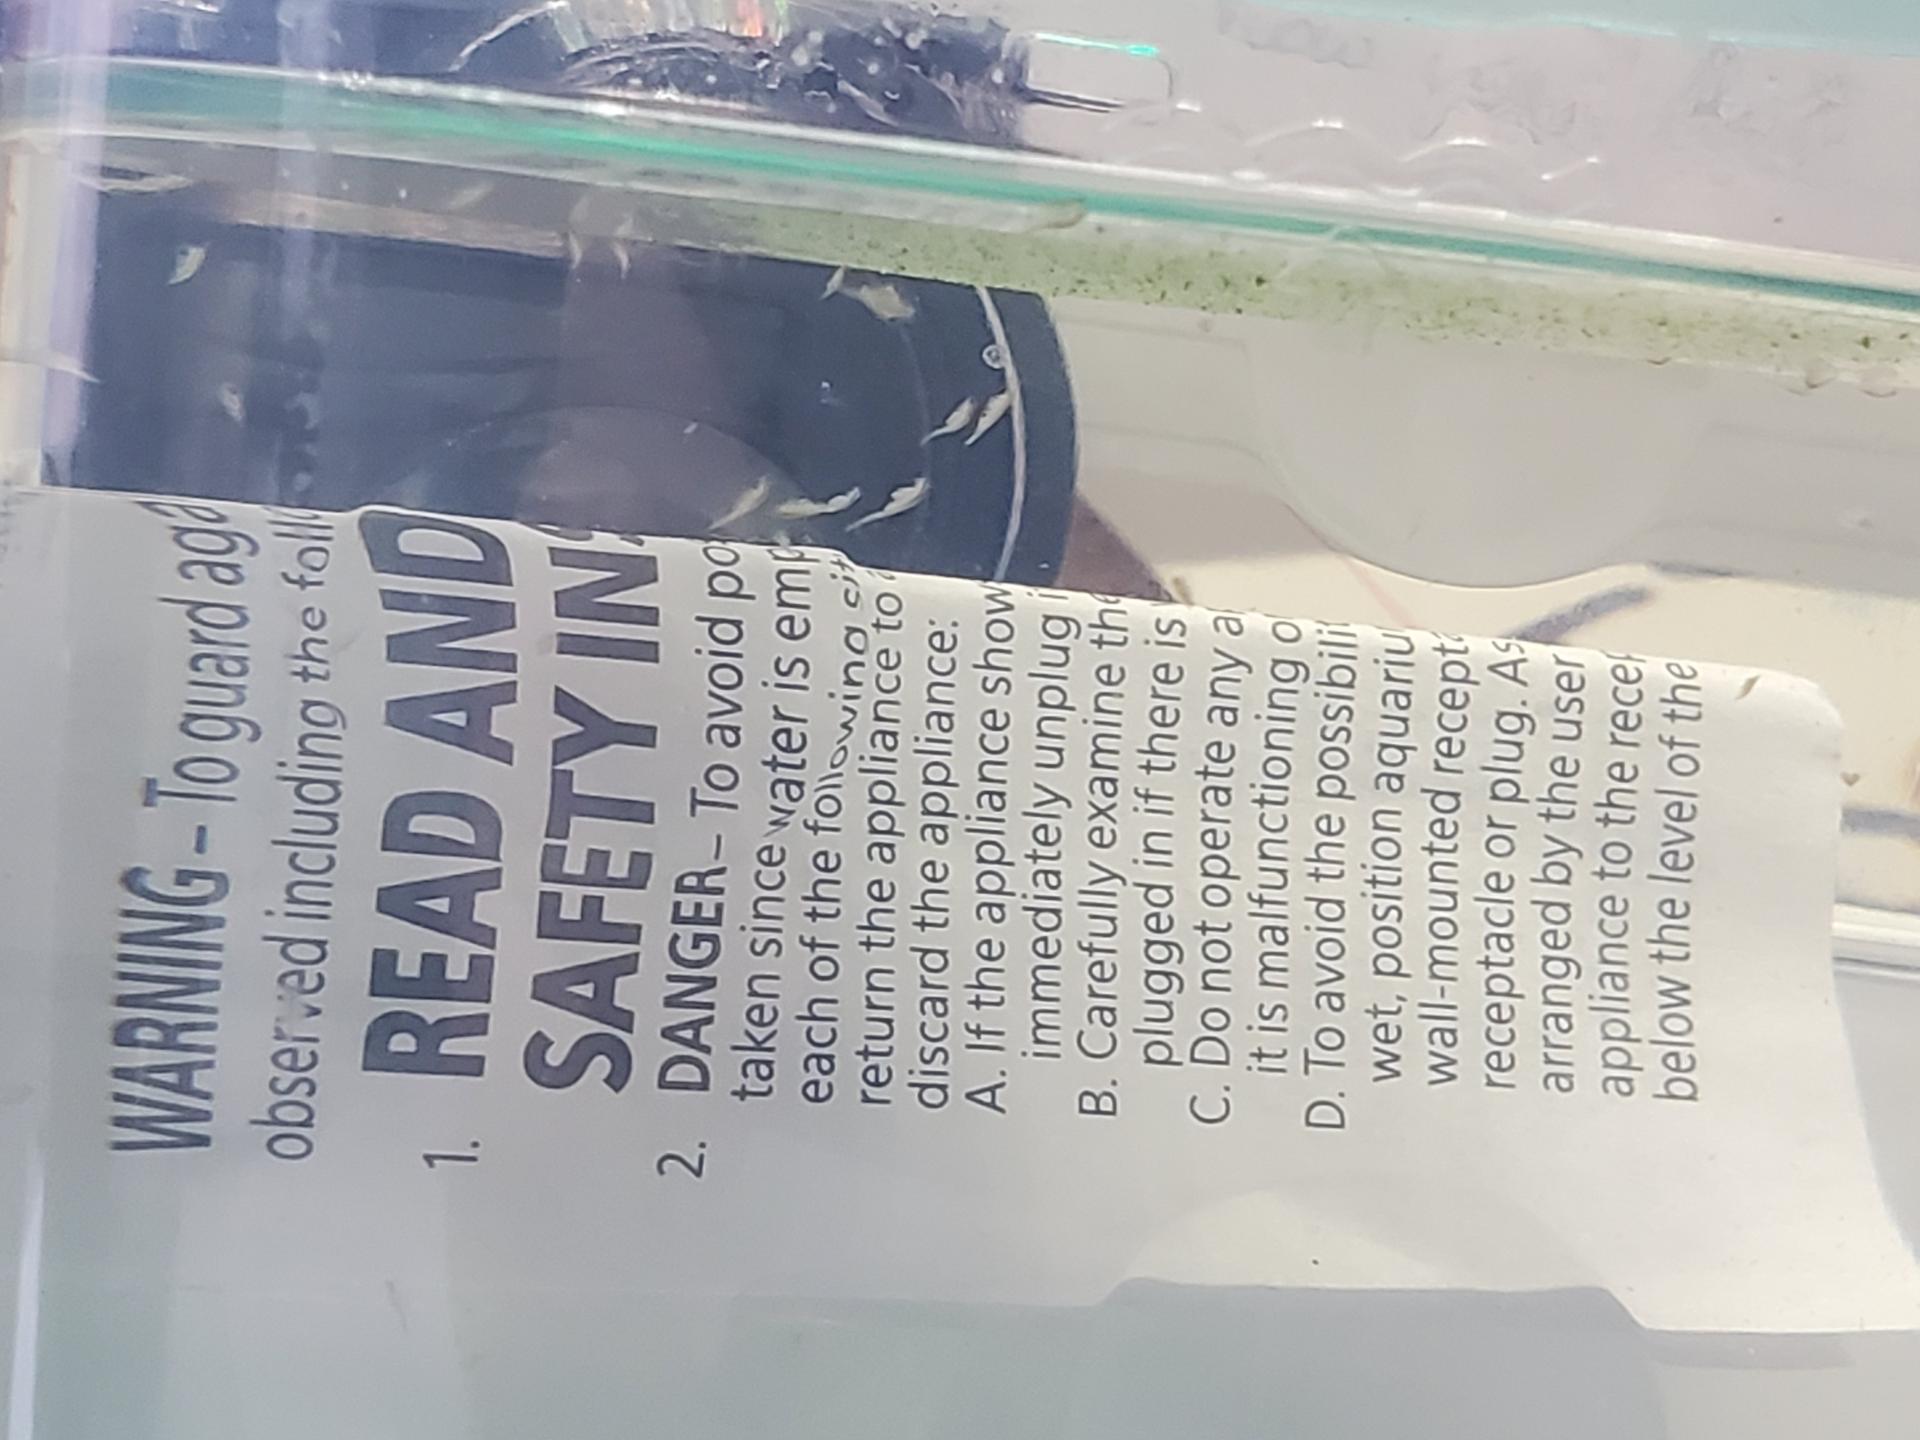 WARNING – To guard aga
observed including the foll
1. READ AND
SAFETY IN
2. DANGER – To avoid po
taken since water is emp
each of the following sit
return the appliance to
discard the appliance:
A. If the appliance show
immediately unplug i
B. Carefully examine the
plugged in if there is
C. Do not operate any a
it is malfunctioning o
D. To avoid the possibili
wet, position aquariu
wall-mounted recept
receptacle or plug. As
arranged by the user
appliance to the recep
below the level of the